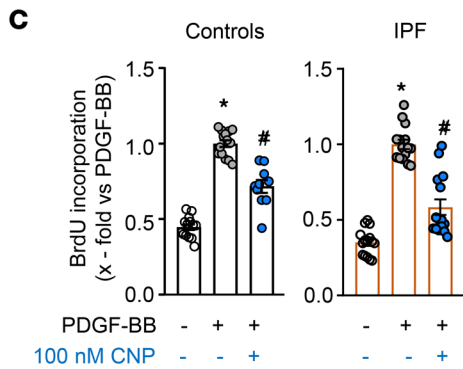 c
Controls
IPF
BrdU incorporation
(x - fold vs PDGF-BB)
1.5
1.0
0.5
0.0
*
#
1.5
1.0
0.5
0.0
*
#
PDGF-BB - + + - + +
100 nM CNP - - + - - +